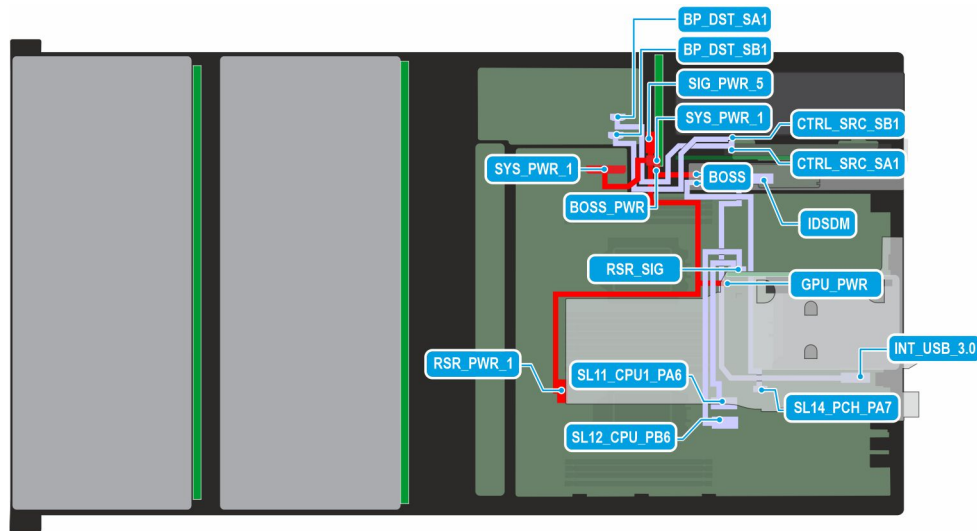 BP_DST_SA1
BP_DST_SB1
SIG_PWR_5
SYS_PWR_1
CTRL_SRC_SB1
CTRL_SRC_SA1
SYS_PWR_1
BOSS
BOSS_PWR
IDSDM
RSR_SIG
GPU_PWR
INT_USB_3.0
RSR_PWR_1
SL11_CPU1_PA6
SL14_PCH_PA7
SL12_CPU_PB6